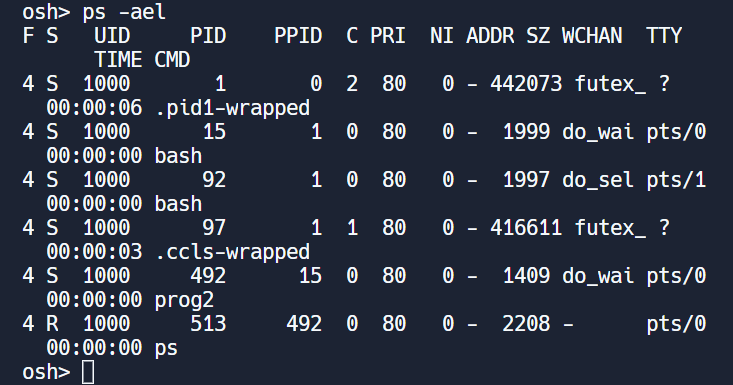 osh> ps -ael
F S   UID     PID    PPID  C PRI  NI ADDR SZ WCHAN  TTY
      TIME CMD
4 S  1000       1       0  2  80   0 - 442073 futex_ ?
  00:00:06 .pid1-wrapped
4 S  1000      15       1  0  80   0 -  1999 do_wai pts/0
  00:00:00 bash
4 S  1000      92       1  0  80   0 -  1997 do_sel pts/1
  00:00:00 bash
4 S  1000      97       1  1  80   0 - 416611 futex_ ?
  00:00:03 .ccls-wrapped
4 S  1000     492      15  0  80   0 -  1409 do_wai pts/0
  00:00:00 prog2
4 R  1000     513     492  0  80   0 -  2208 -      pts/0
  00:00:00 ps
osh>